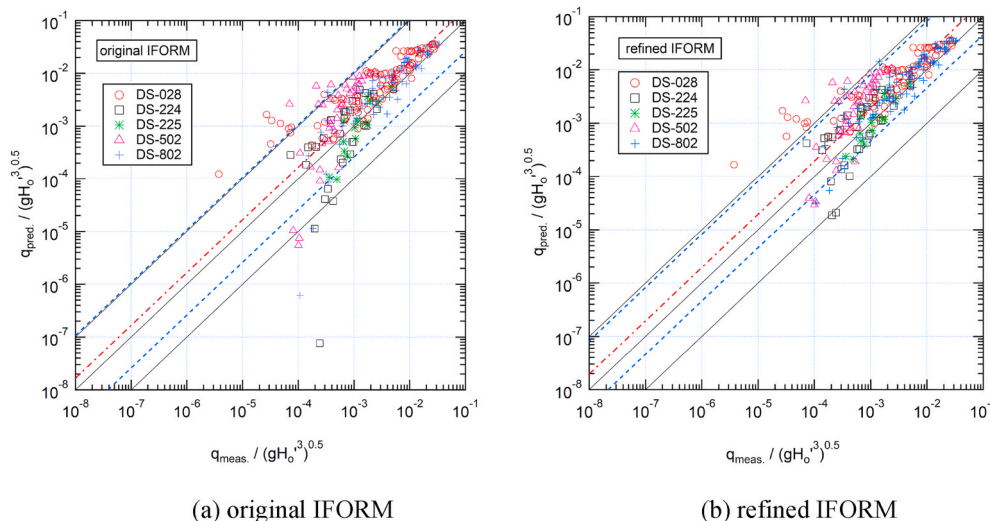 original IFORM
DS-028
DS-224
DS-225
DS-502
DS-802
10^-1
10^-2
10^-3
10^-4
10^-5
10^-6
10^-7
10^-8
q_pred. / (gH_o'^3)^0.5
10^-8 10^-7 10^-6 10^-5 10^-4 10^-3 10^-2 10^-1
q_meas. / (gH_o'^3)^0.5
(a) original IFORM
refined IFORM
DS-028
DS-224
DS-225
DS-502
DS-802
10^-1
10^-2
10^-3
10^-4
10^-5
10^-6
10^-7
10^-8
q_pred. / (gH_o'^3)^0.5
10^-8 10^-7 10^-6 10^-5 10^-4 10^-3 10^-2 10^-1
q_meas. / (gH_o'^3)^0.5
(b) refined IFORM